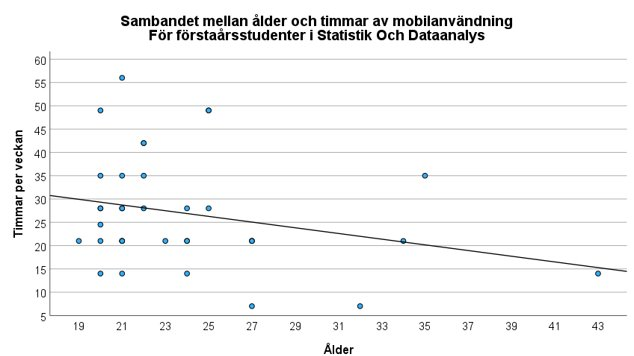 Sambandet mellan ålder och timmar av mobilanvändning
För förstaårsstudenter i Statistik Och Dataanalys
60
55
50
45
40
35
30
25
20
15
10
5
Timmar per veckan
19 21 23 25 27 29 31 33 35 37 39 41 43
Ålder